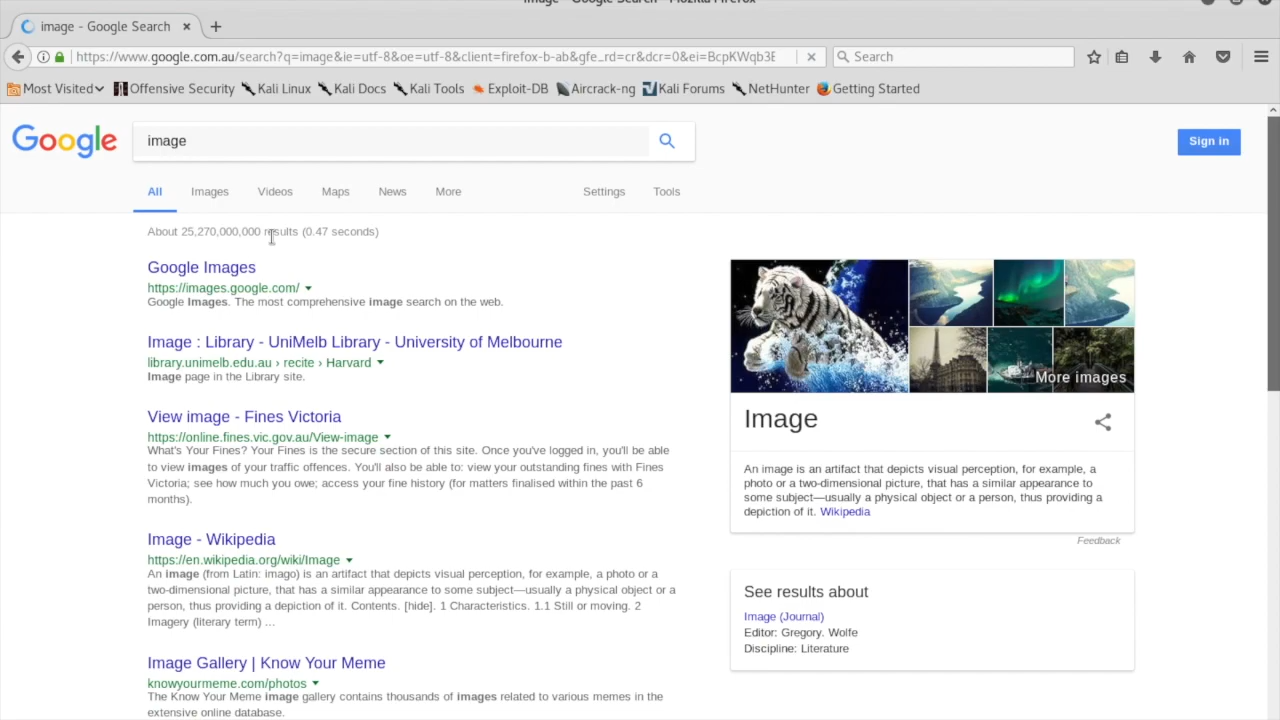 image - Google Search - Mozilla Firefox
image - Google Search
https://www.google.com.au/search?q=image&ie=utf-8&oe=utf-8&client=firefox-b-ab&gfe_rd=cr&dcr=0&ei=BcpKWqb3E
Search
Most Visited Offensive Security Kali Linux Kali Docs Kali Tools Exploit-DB Aircrack-ng Kali Forums NetHunter Getting Started
Google
image
Sign in
All Images Videos Maps News More Settings Tools
About 25,270,000,000 results (0.47 seconds)
Google Images
https://images.google.com/
Google Images. The most comprehensive image search on the web.
Image : Library - UniMelb Library - University of Melbourne
library.unimelb.edu.au › recite › Harvard
Image page in the Library site.
View image - Fines Victoria
https://online.fines.vic.gov.au/View-image
What's Your Fines? Your Fines is the secure section of this site. Once you've logged in, you'll be able
to view images of your traffic offences. You'll also be able to: view your outstanding fines with Fines
Victoria; see how much you owe; access your fine history (for matters finalised within the past 6
months).
Image - Wikipedia
https://en.wikipedia.org/wiki/Image
An image (from Latin: imago) is an artifact that depicts visual perception, for example, a photo or a
two-dimensional picture, that has a similar appearance to some subject—usually a physical object or a
person, thus providing a depiction of it. Contents. [hide]. 1 Characteristics. 1.1 Still or moving. 2
Imagery (literary term) ...
Image Gallery | Know Your Meme
knowyourmeme.com/photos
The Know Your Meme image gallery contains thousands of images related to various memes in the
extensive online database.
More images
Image
An image is an artifact that depicts visual perception, for example, a
photo or a two-dimensional picture, that has a similar appearance to
some subject—usually a physical object or a person, thus providing a
depiction of it. Wikipedia
Feedback
See results about
Image (Journal)
Editor: Gregory. Wolfe
Discipline: Literature